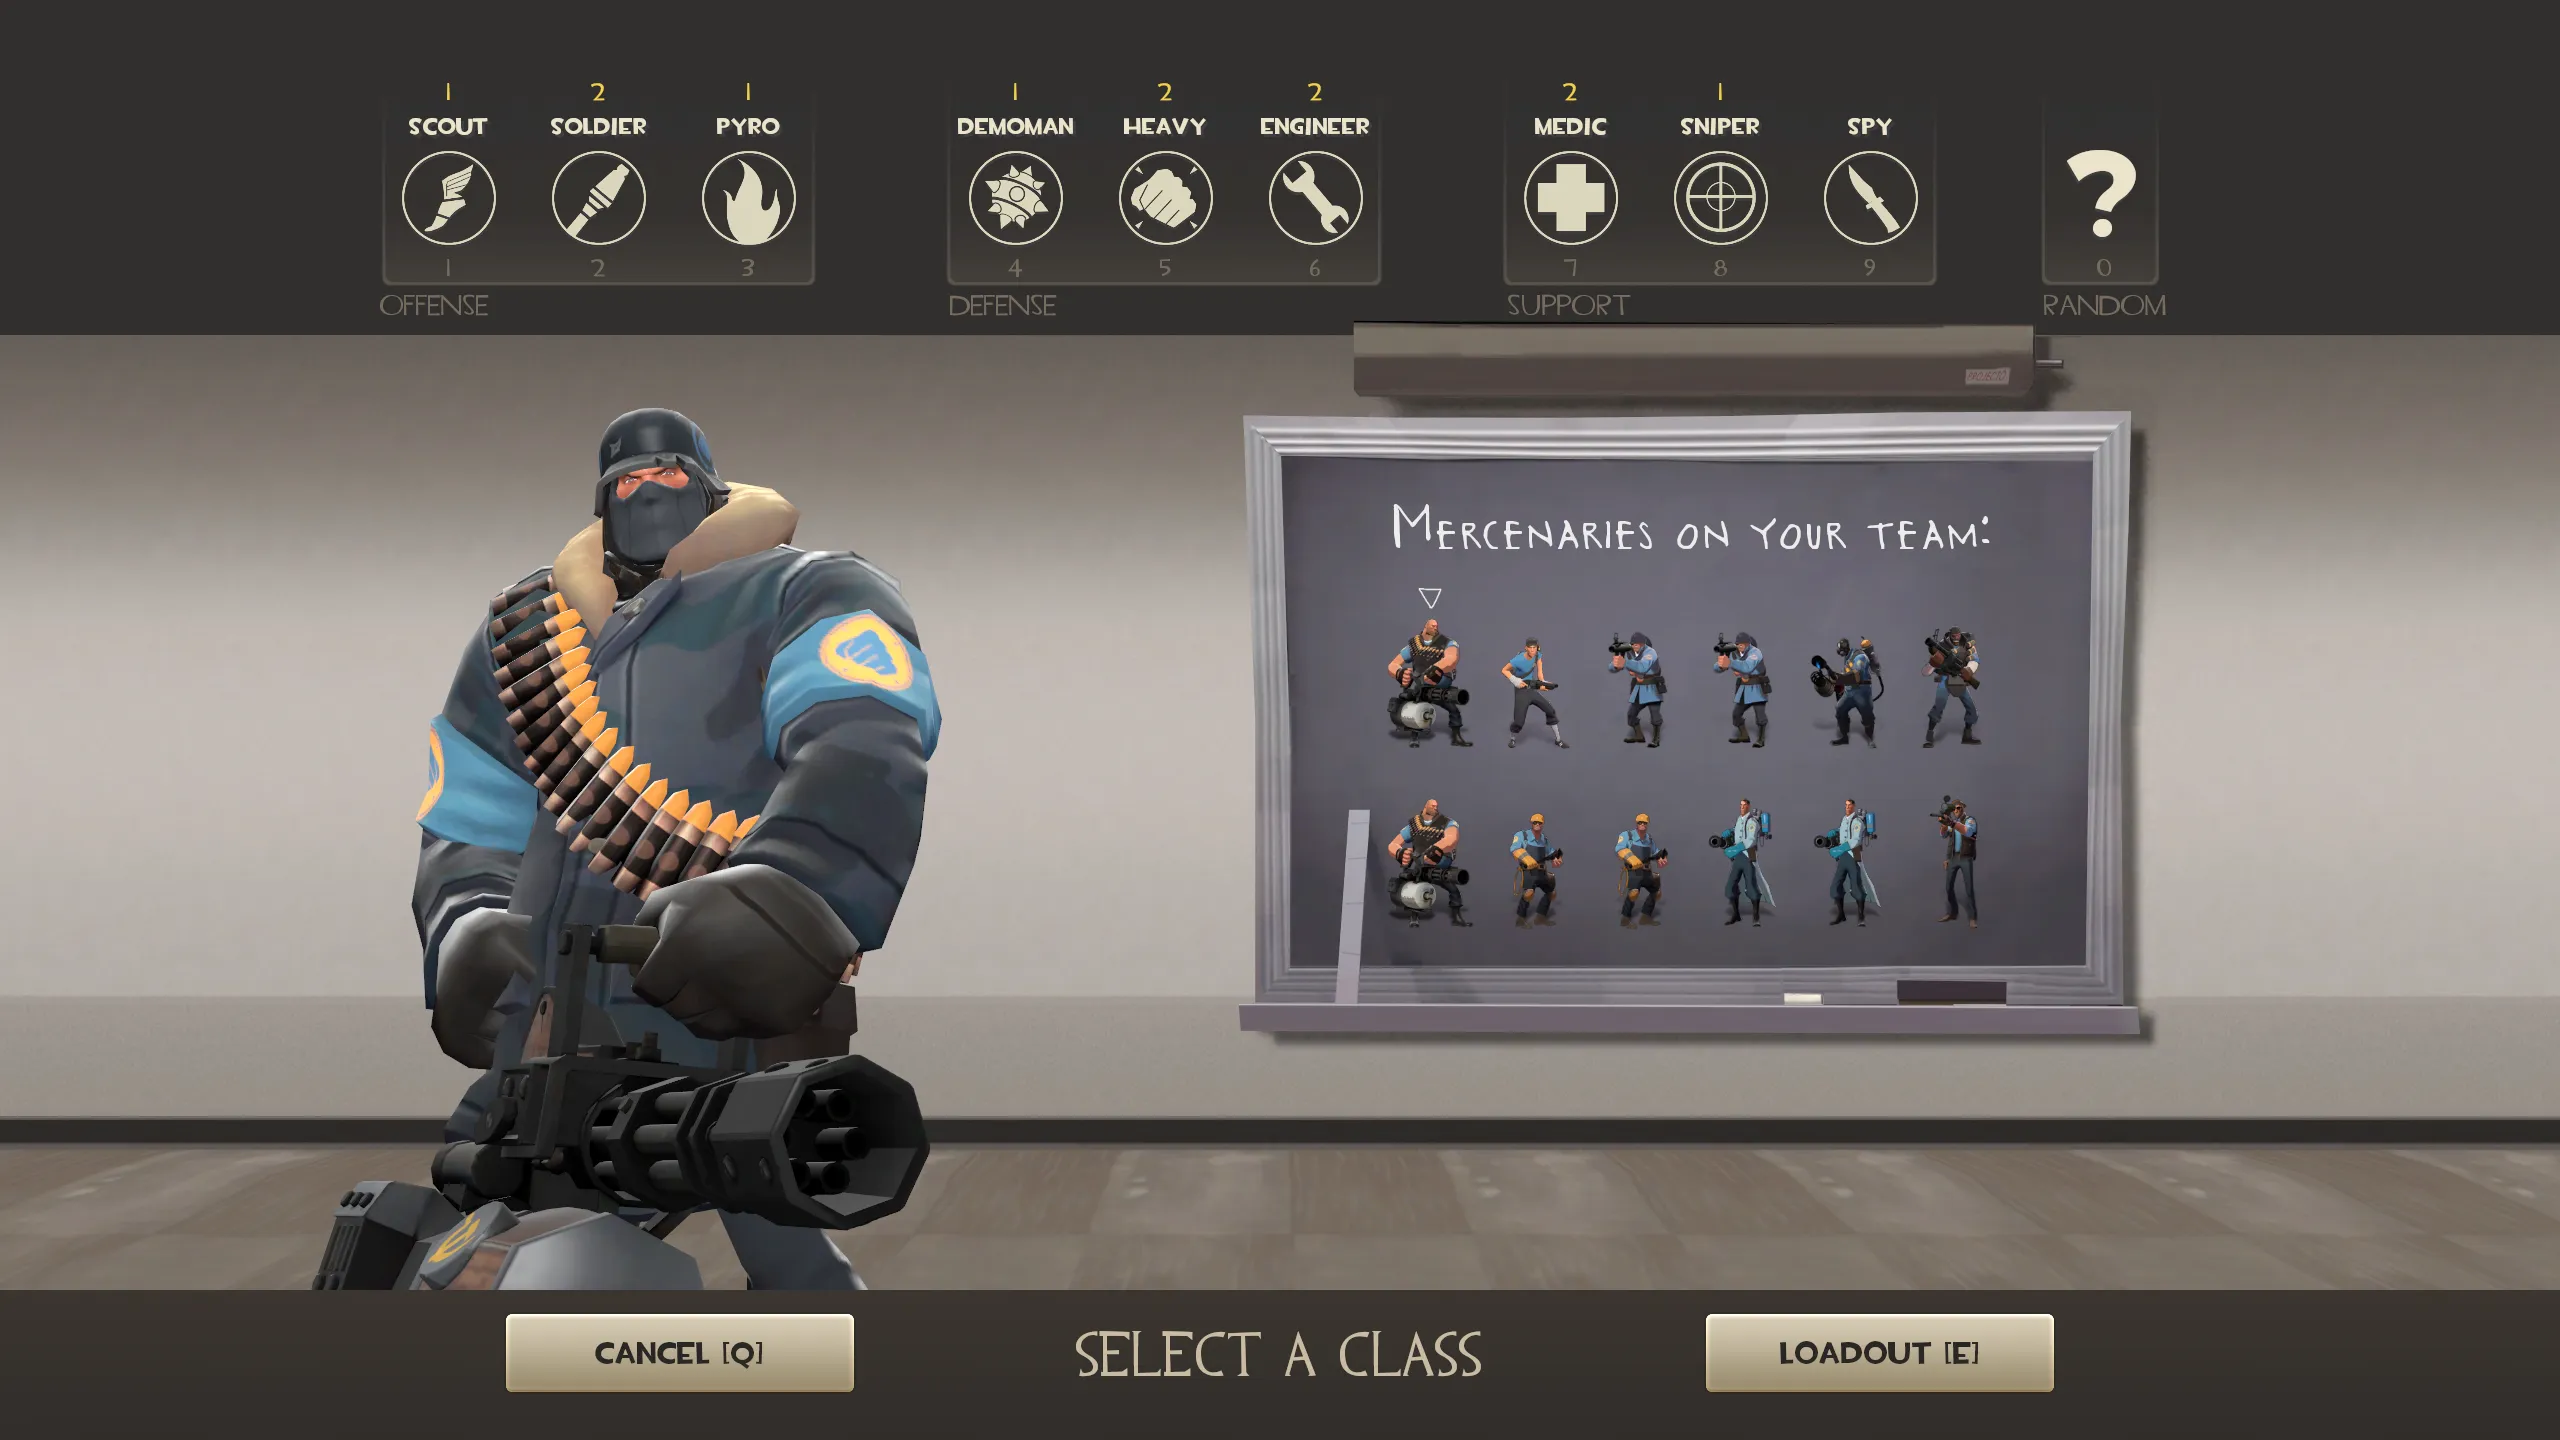 1 2 1 1 2 2 2 1
SCOUT SOLDIER PYRO DEMOMAN HEAVY ENGINEER MEDIC SNIPER SPY
1 2 3 4 5 6 7 8 9 0
OFFENSE DEFENSE SUPPORT RANDOM
MERCENARIES ON YOUR TEAM:
CANCEL [Q] SELECT A CLASS LOADOUT [E]